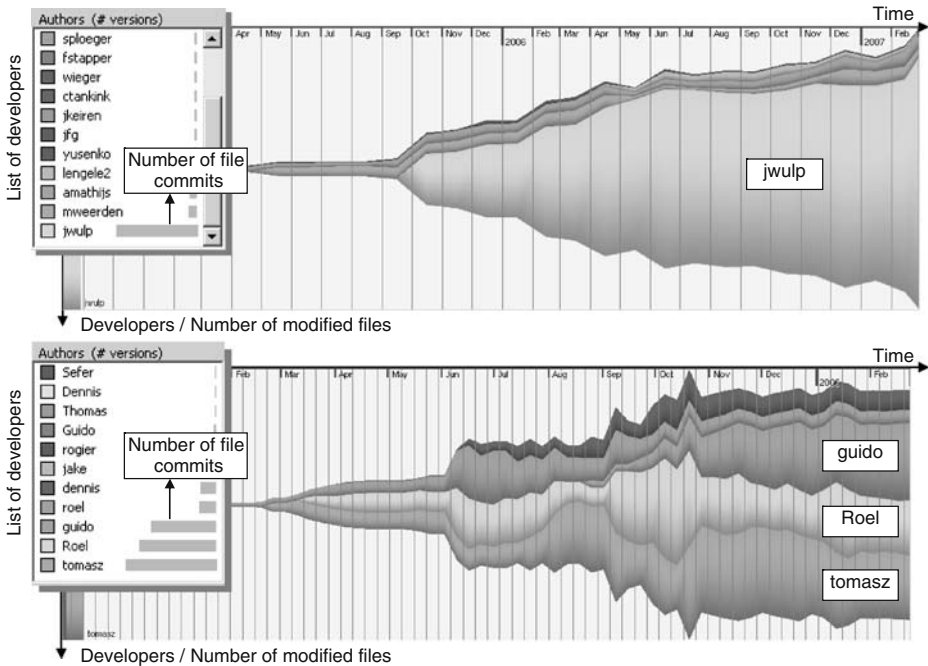 Authors (# versions)
Time
sploeger
fstapper
wieger
ctankink
jkeiren
jfg
yusenko
lengele2
amathijs
mweerden
jwulp
List of developers
Number of file
commits
Apr May Jun Jul Aug Sep Oct Nov Dec 2006 Feb Mar Apr May Jun Jul Aug Sep Oct Nov Dec 2007 Feb
jwulp
Developers / Number of modified files
Authors (# versions)
Time
Sefer
Dennis
Thomas
Guido
rogier
jake
dennis
roel
guido
Roel
tomasz
List of developers
Number of file
commits
Feb Mar Apr May Jun Jul Aug Sep Oct Nov Dec 2006 Feb
guido
Roel
tomasz
tomasz
Developers / Number of modified files